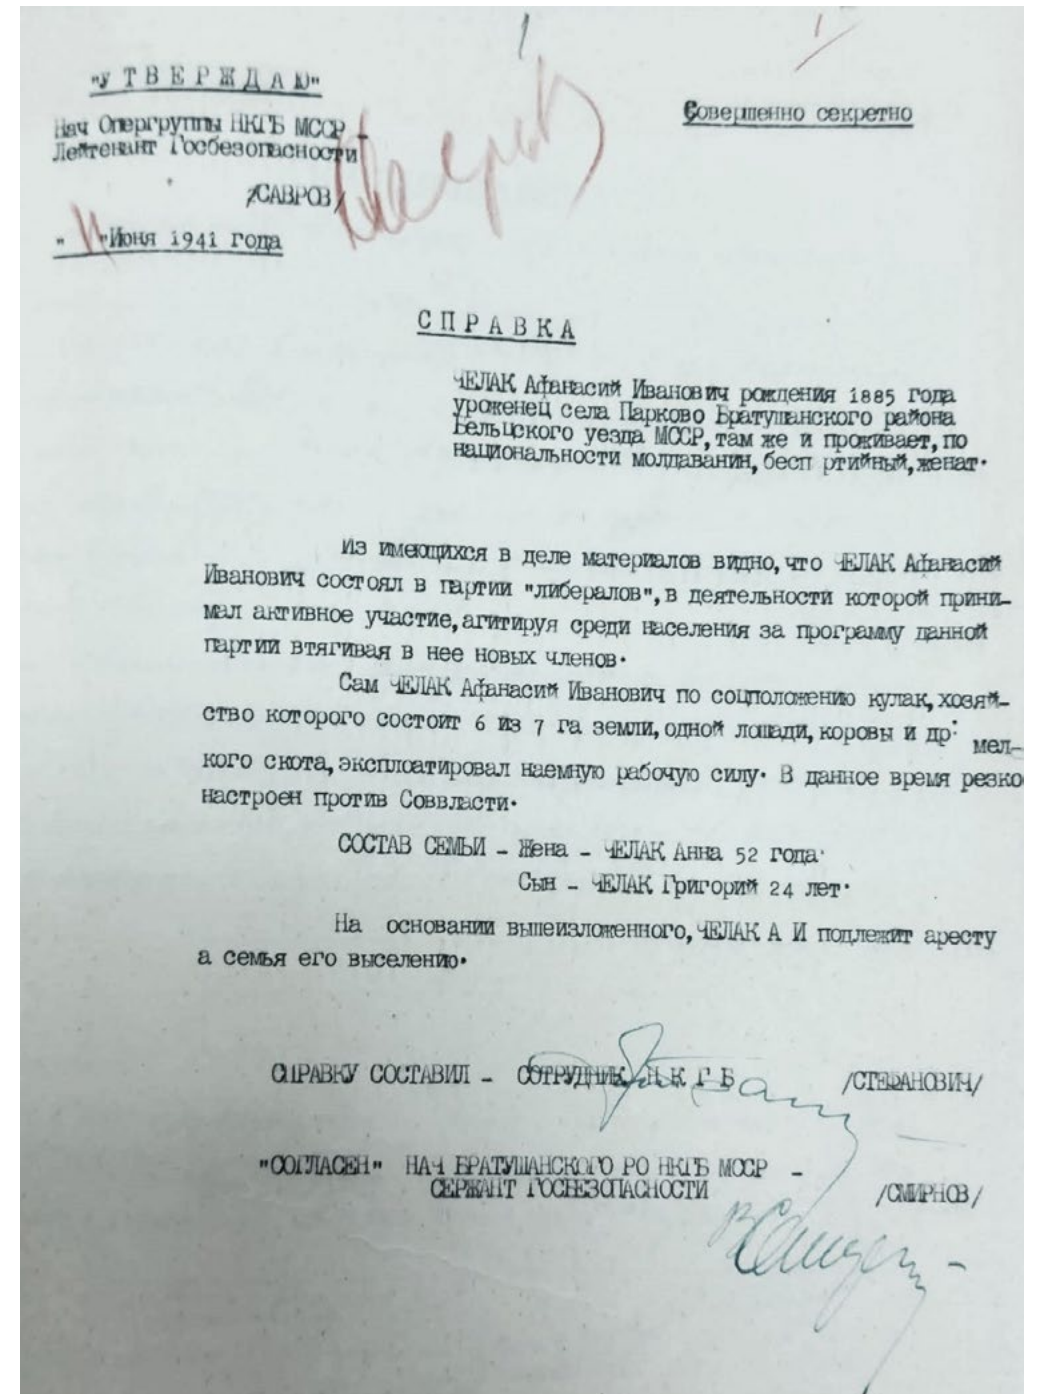 "УТВЕРЖДАЮ"
Совершенно секретно
Нач Опергруппы НКГБ МССР –
Лейтенант Госбезопасности
/САВРОВ/
" 11 "Июня 1941 года
СПРАВКА
ЧЕЛАК Афанасий Иванович рождения 1885 года
уроженец села Парково Братушанского района
Бельцского уезда МССР, там же и проживает, по
национальности молдаванин, бесп ртийный, женат.
Из имеющихся в деле материалов видно, что ЧЕЛАК Афанасий
Иванович состоял в партии "либералов", в деятельности которой прини–
мал активное участие, агитируя среди населения за программу данной
партии втягивая в нее новых членов.
Сам ЧЕЛАК Афанасий Иванович по соцположению кулак, хозяй–
ство которого состоит 6 из 7 га земли, одной лошади, коровы и др. мел–
кого скота, эксплоатировал наемную рабочую силу. В данное время резко
настроен против Соввласти.
СОСТАВ СЕМЬИ – Жена – ЧЕЛАК Анна 52 года.
Сын – ЧЕЛАК Григорий 24 лет.
На основании вышеизложенного, ЧЕЛАК А И подлежит аресту
а семья его выселению.
СПРАВКУ СОСТАВИЛ – СОТРУДНИК Н К Г Б /СТЕФАНОВИЧ/
"СОГЛАСЕН" НАЧ БРАТУШАНСКОГО РО НКГБ МССР –
СЕРЖАНТ ГОСБЕЗОПАСНОСТИ /СМИРНОВ/